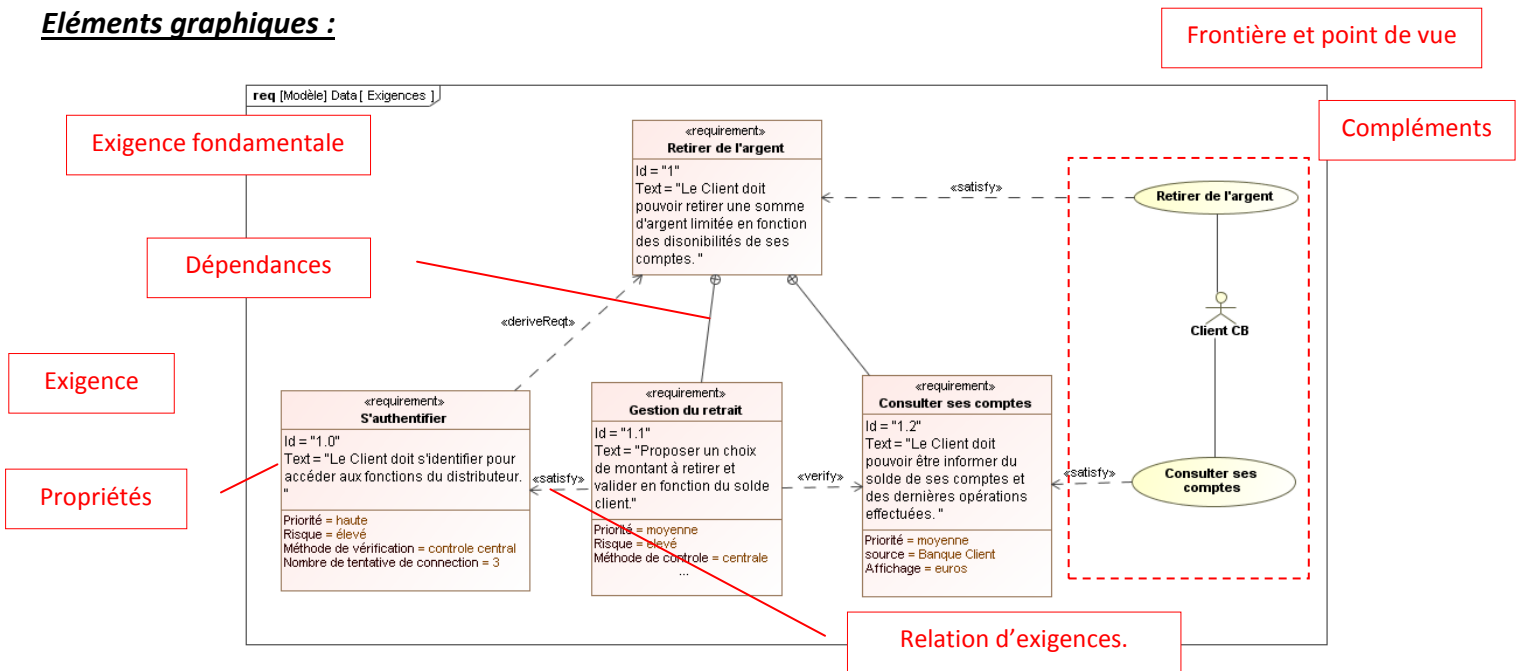 Eléments graphiques :
Frontière et point de vue
req [Modèle] Data [ Exigences ]
Exigence fondamentale
Compléments
«requirement»
Retirer de l'argent
Id = "1"
Text = "Le Client doit
pouvoir retirer une somme
d'argent limitée en fonction
des disonibilités de ses
comptes. "
«satisfy»
Retirer de l'argent
Dépendances
«deriveReqt»
Client CB
Exigence
«requirement»
S'authentifier
Id = "1.0"
Text = "Le Client doit s'identifier pour
accéder aux fonctions du distributeur.
"
Priorité = haute
Risque = élevé
Méthode de vérification = controle central
Nombre de tentative de connection = 3
Propriétés
«satisfy»
«requirement»
Gestion du retrait
Id = "1.1"
Text = "Proposer un choix
de montant à retirer et
valider en fonction du solde
client."
Priorité = moyenne
Risque = elevé
Méthode de controle = centrale
...
«verify»
«requirement»
Consulter ses comptes
Id = "1.2"
Text = "Le Client doit
pouvoir être informer du
solde de ses comptes et
des dernières opérations
effectuées. "
Priorité = moyenne
source = Banque Client
Affichage = euros
«satisfy»
Consulter ses
comptes
Relation d'exigences.